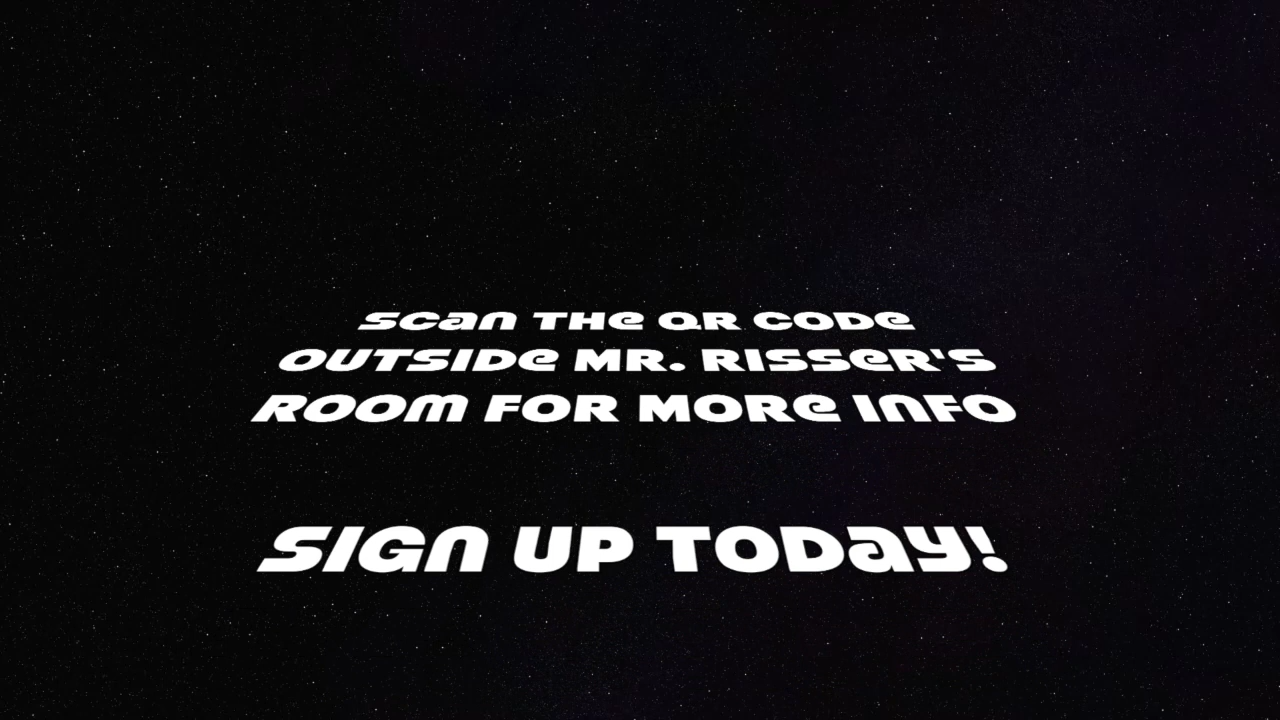 SCAN THE QR CODE
OUTSIDE MR. RISSER'S
ROOM FOR MORE INFO
SIGN UP TODAY!